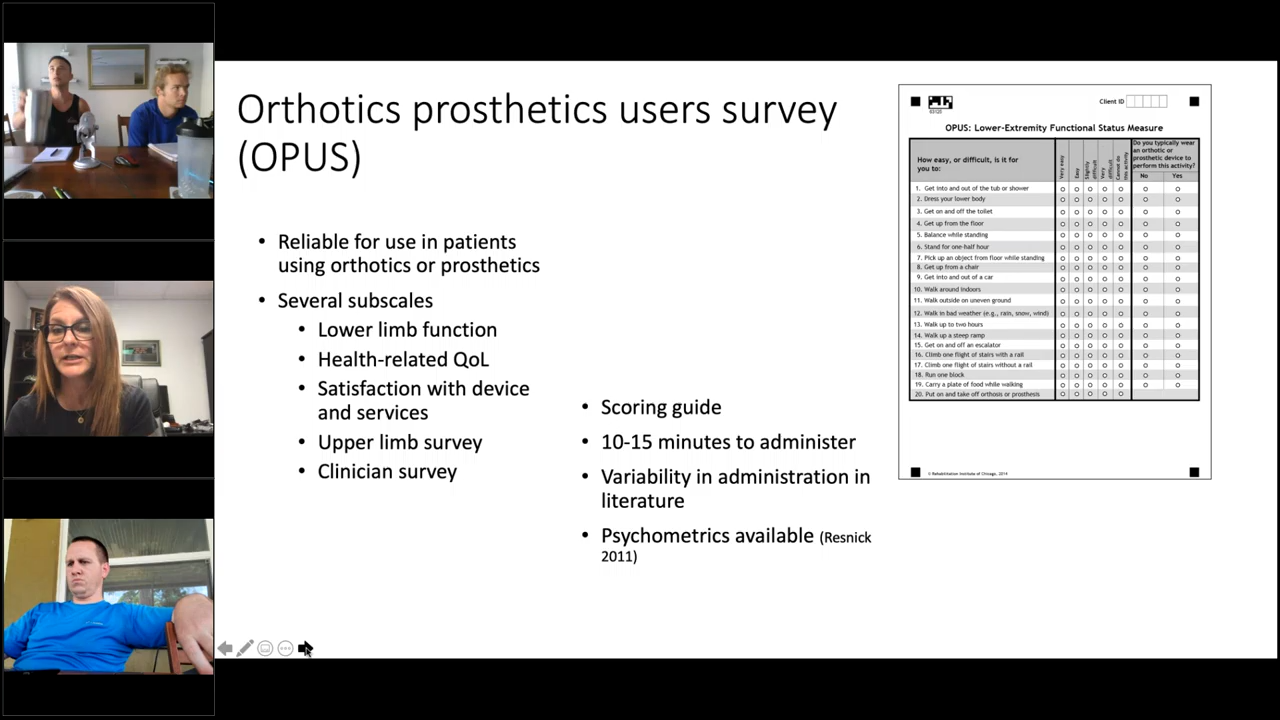 Orthotics prosthetics users survey
(OPUS)
• Reliable for use in patients
using orthotics or prosthetics
• Several subscales
• Lower limb function
• Health-related QoL
• Satisfaction with device
and services
• Upper limb survey
• Clinician survey
• Scoring guide
• 10-15 minutes to administer
• Variability in administration in
literature
• Psychometrics available (Resnick
2011)
Client ID
OPUS: Lower-Extremity Functional Status Measure
How easy, or difficult, is it for
you to:
Very easy
Easy
Slightly
difficult
Very
difficult
Cannot do
this activity
Do you typically wear
an orthotic or
prosthetic device to
perform this activity?
No Yes
1. Get into and out of the tub or shower
2. Dress your lower body
3. Get on and off the toilet
4. Get up from the floor
5. Balance while standing
6. Stand for one-half hour
7. Pick up an object from floor while standing
8. Get up from a chair
9. Get into and out of a car
10. Walk around indoors
11. Walk outside on uneven ground
12. Walk in bad weather (e.g., rain, snow, wind)
13. Walk up to two hours
14. Walk up a steep ramp
15. Get on and off an escalator
16. Climb one flight of stairs with a rail
17. Climb one flight of stairs without a rail
18. Run one block
19. Carry a plate of food while walking
20. Put on and take off orthosis or prosthesis
© Rehabilitation Institute of Chicago, 2014